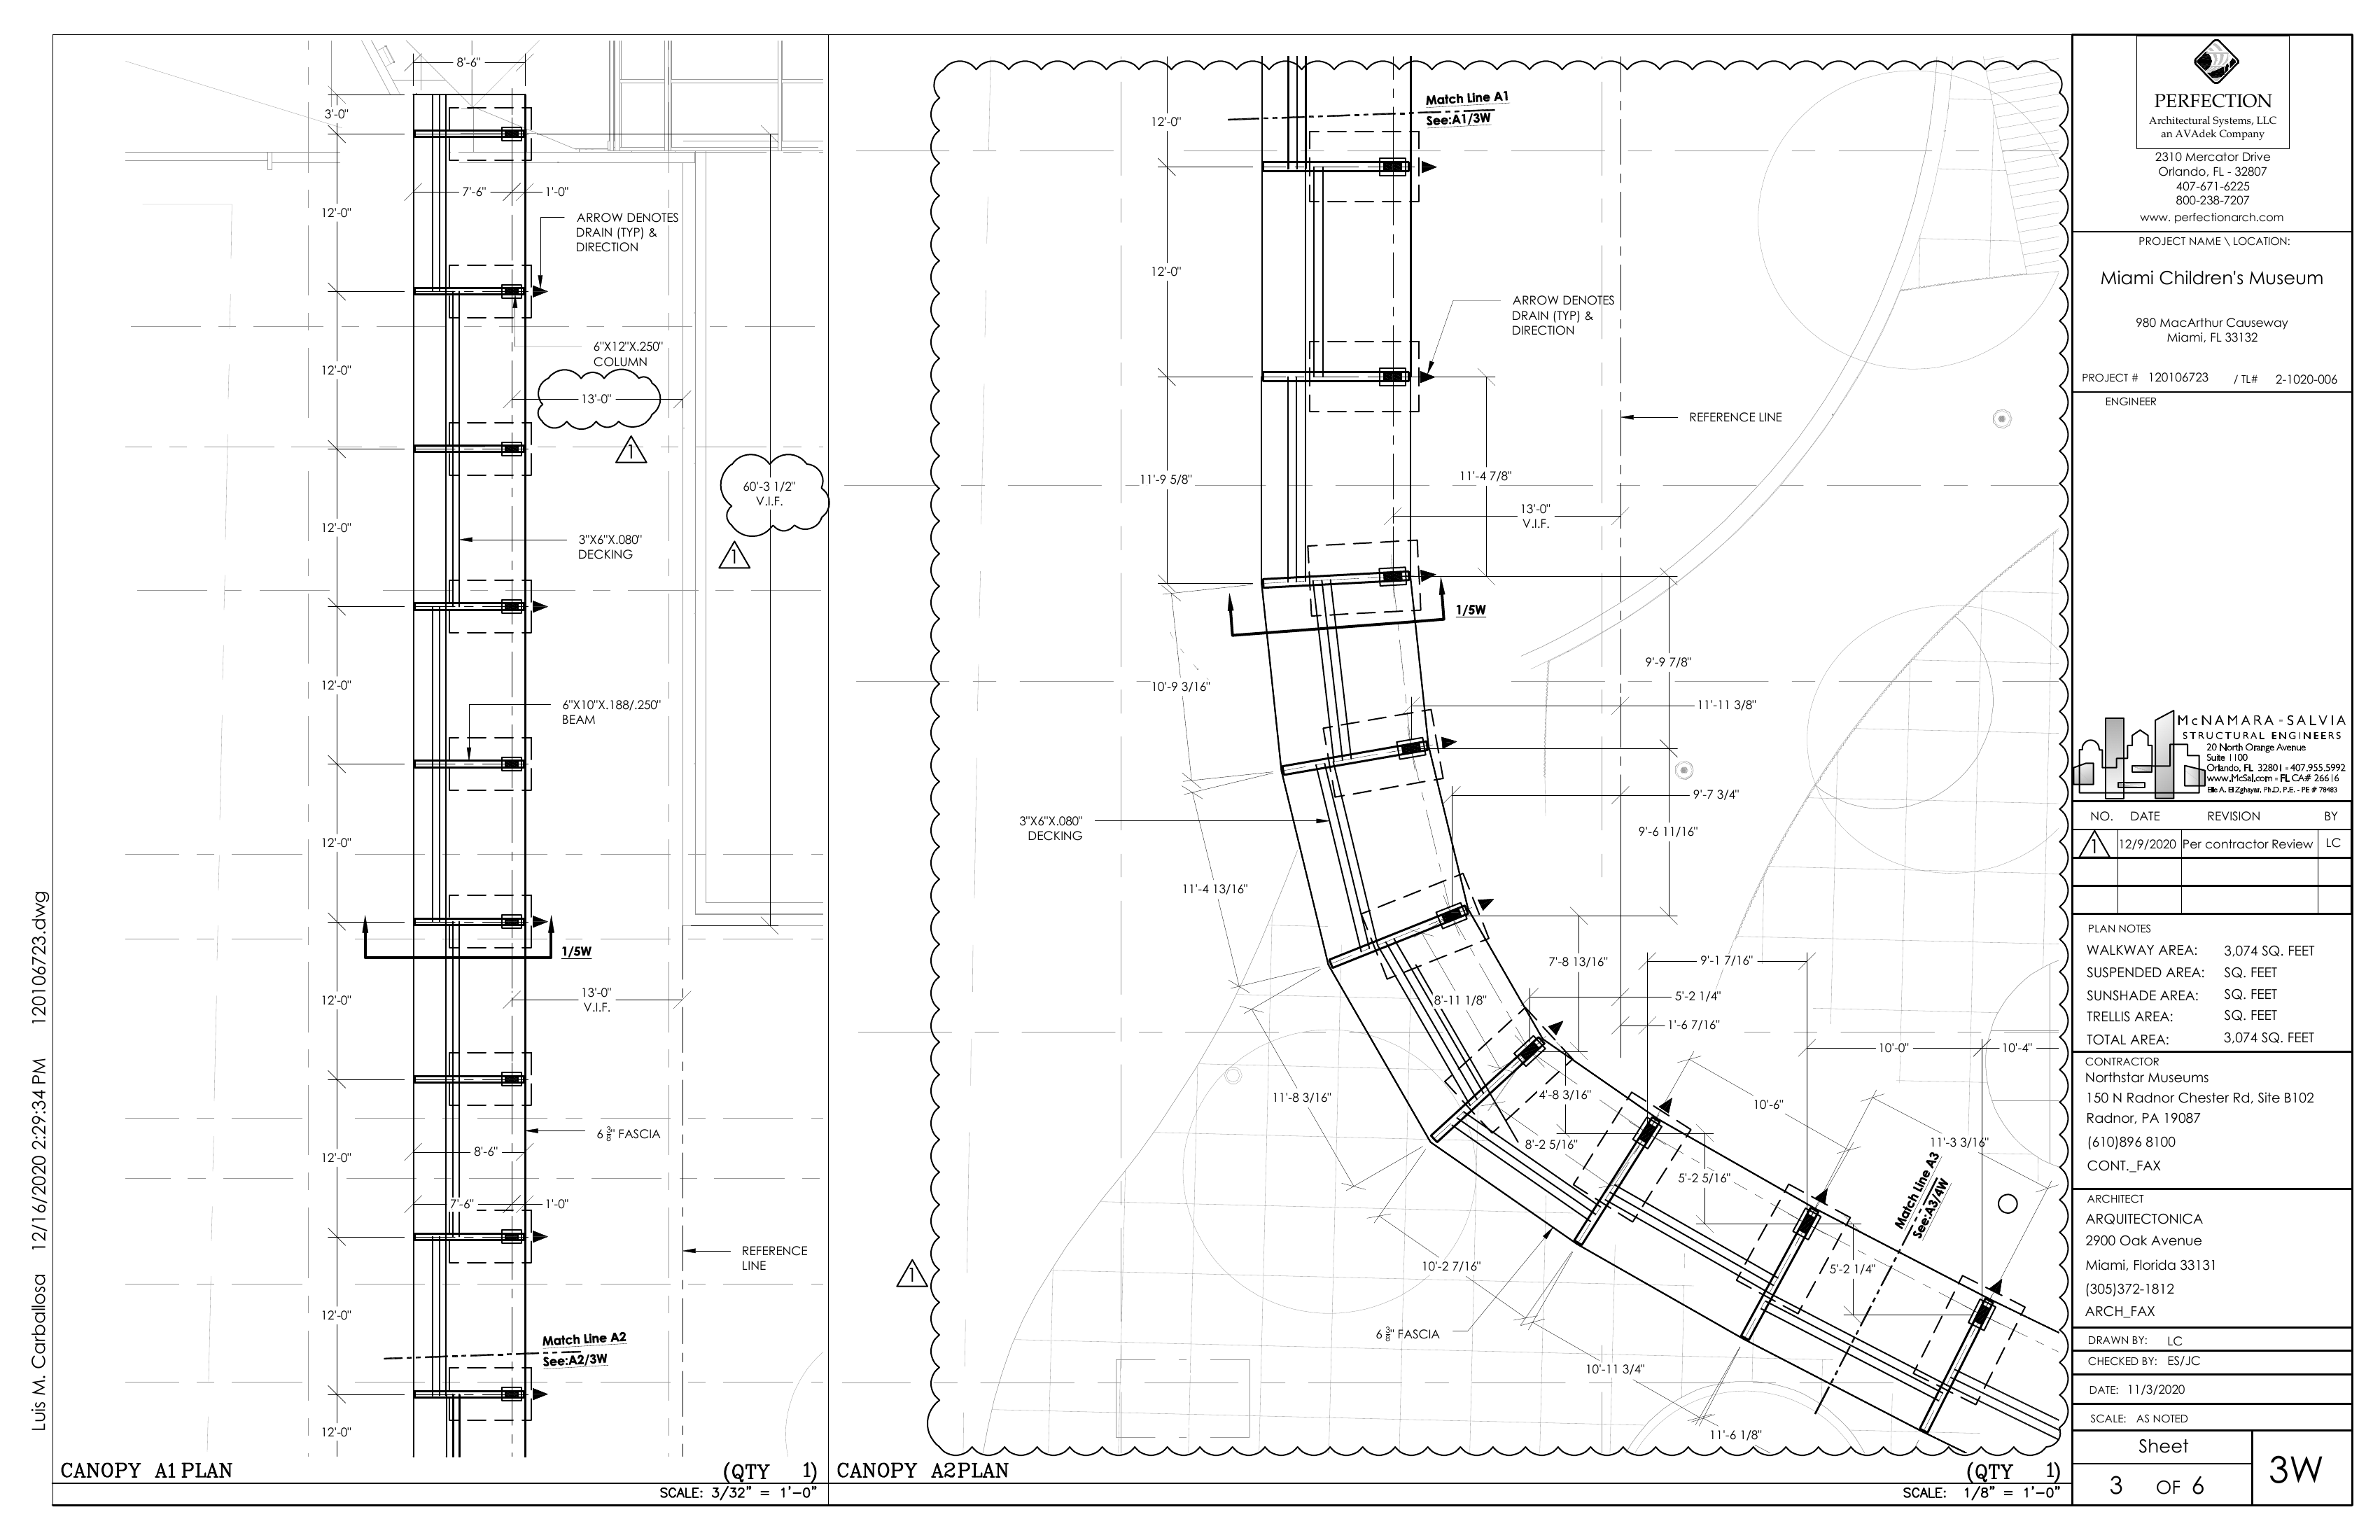 Luis M. Carballosa    12/16/2020 2:29:34 PM    120106723.dwg
8'-6"
3'-0"
7'-6"
1'-0"
12'-0"
ARROW DENOTES
DRAIN (TYP) &
DIRECTION
6"X12"X.250"
COLUMN
12'-0"
13'-0"
1
60'-3 1/2"
V.I.F.
12'-0"
3"X6"X.080"
DECKING
1
12'-0"
6"X10"X.188/.250"
BEAM
12'-0"
1/5W
12'-0"
13'-0"
V.I.F.
6 3/8" FASCIA
12'-0"
8'-6"
7'-6"
1'-0"
REFERENCE
LINE
12'-0"
Match Line A2
See:A2/3W
12'-0"
CANOPY A1 PLAN
(QTY 1)
SCALE: 3/32" = 1'-0"
Match Line A1
See:A1/3W
12'-0"
12'-0"
ARROW DENOTES
DRAIN (TYP) &
DIRECTION
REFERENCE LINE
11'-9 5/8"
11'-4 7/8"
13'-0"
V.I.F.
1/5W
9'-9 7/8"
10'-9 3/16"
11'-11 3/8"
9'-7 3/4"
3"X6"X.080"
DECKING
9'-6 11/16"
11'-4 13/16"
7'-8 13/16"
9'-1 7/16"
8'-11 1/8"
5'-2 1/4"
1'-6 7/16"
10'-0"
10'-4"
11'-8 3/16"
4'-8 3/16"
10'-6"
8'-2 5/16"
11'-3 3/16"
5'-2 5/16"
Match Line A3
See:A3/4W
1
10'-2 7/16"
5'-2 1/4"
6 3/8" FASCIA
10'-11 3/4"
11'-6 1/8"
CANOPY A2PLAN
(QTY 1)
SCALE: 1/8" = 1'-0"
PERFECTION
Architectural Systems, LLC
an AVAdek Company
2310 Mercator Drive
Orlando, FL - 32807
407-671-6225
800-238-7207
www. perfectionarch.com
PROJECT NAME \ LOCATION:
Miami Children's Museum
980 MacArthur Causeway
Miami, FL 33132
PROJECT # 120106723 / TL# 2-1020-006
ENGINEER
McNAMARA - SALVIA
STRUCTURAL ENGINEERS
20 North Orange Avenue
Suite 1100
Orlando, FL 32801 • 407.955.5992
www.McSal.com • FL CA# 26616
Elie A. El Zghayar, Ph.D. P.E. - PE # 78483
NO. DATE REVISION BY
1 12/9/2020 Per contractor Review LC
PLAN NOTES
WALKWAY AREA: 3,074 SQ. FEET
SUSPENDED AREA: SQ. FEET
SUNSHADE AREA: SQ. FEET
TRELLIS AREA: SQ. FEET
TOTAL AREA: 3,074 SQ. FEET
CONTRACTOR
Northstar Museums
150 N Radnor Chester Rd, Site B102
Radnor, PA 19087
(610)896 8100
CONT._FAX
ARCHITECT
ARQUITECTONICA
2900 Oak Avenue
Miami, Florida 33131
(305)372-1812
ARCH_FAX
DRAWN BY: LC
CHECKED BY: ES/JC
DATE: 11/3/2020
SCALE: AS NOTED
Sheet
3 OF 6
3W